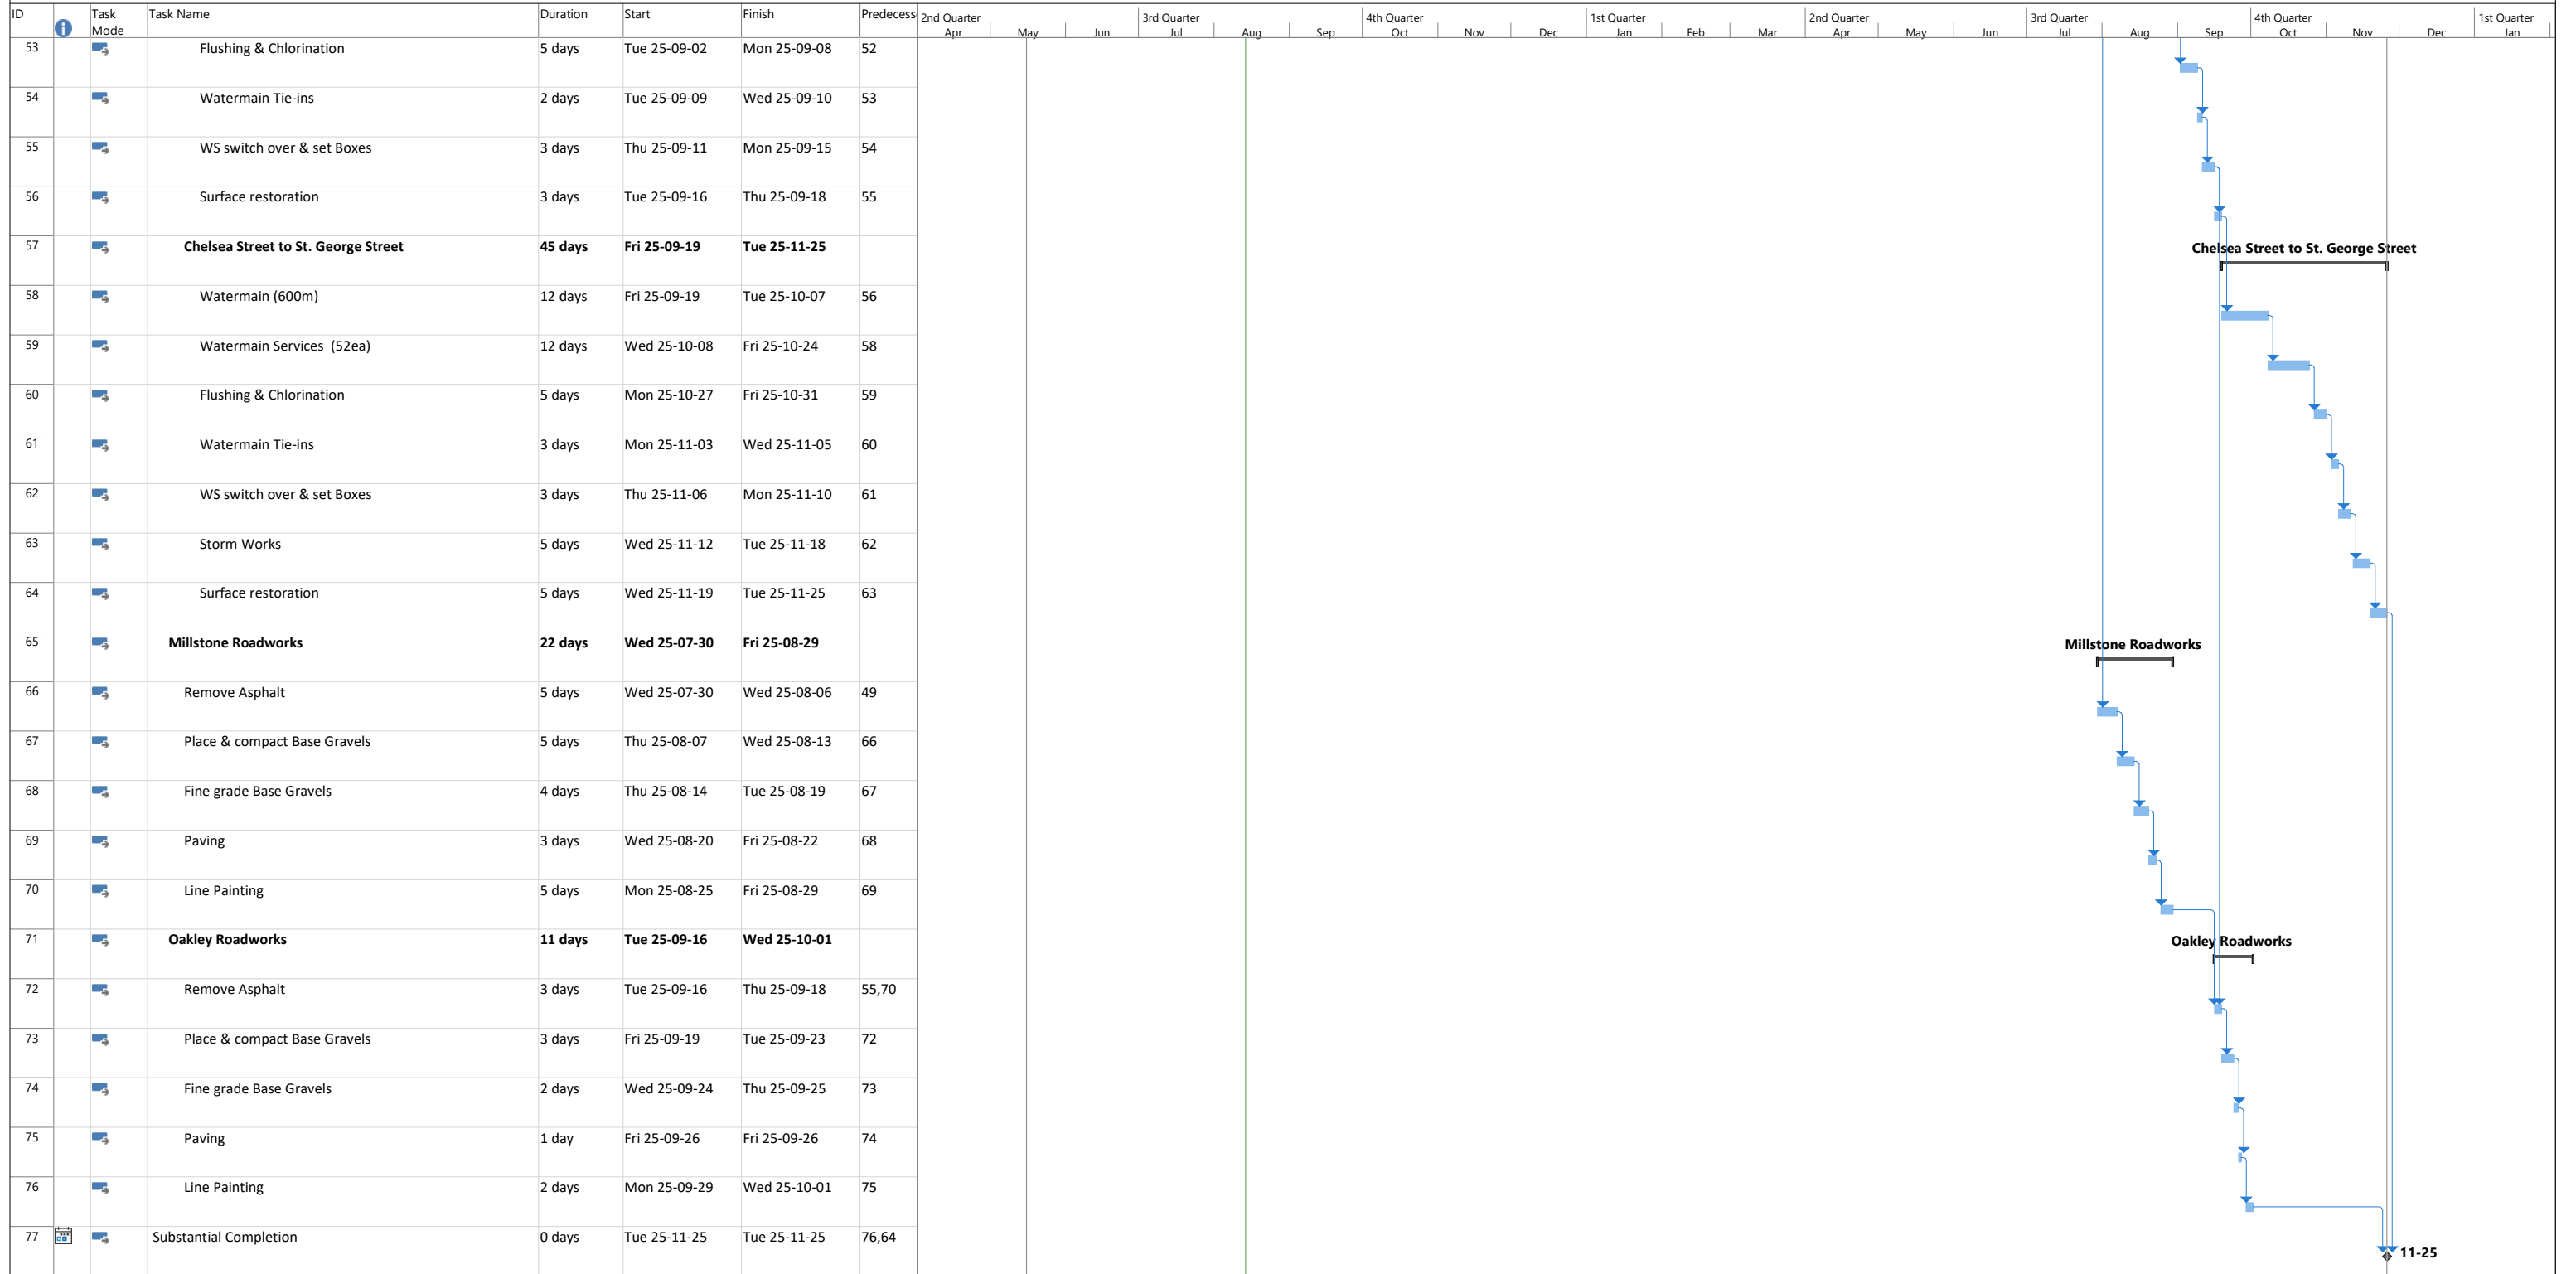 ID Task Mode Task Name Duration Start Finish Predecess
2nd Quarter 3rd Quarter 4th Quarter 1st Quarter 2nd Quarter 3rd Quarter 4th Quarter 1st Quarter
Apr May Jun Jul Aug Sep Oct Nov Dec Jan Feb Mar Apr May Jun Jul Aug Sep Oct Nov Dec Jan
53 Flushing & Chlorination 5 days Tue 25-09-02 Mon 25-09-08 52
54 Watermain Tie-ins 2 days Tue 25-09-09 Wed 25-09-10 53
55 WS switch over & set Boxes 3 days Thu 25-09-11 Mon 25-09-15 54
56 Surface restoration 3 days Tue 25-09-16 Thu 25-09-18 55
57 Chelsea Street to St. George Street 45 days Fri 25-09-19 Tue 25-11-25 Chelsea Street to St. George Street
58 Watermain (600m) 12 days Fri 25-09-19 Tue 25-10-07 56
59 Watermain Services (52ea) 12 days Wed 25-10-08 Fri 25-10-24 58
60 Flushing & Chlorination 5 days Mon 25-10-27 Fri 25-10-31 59
61 Watermain Tie-ins 3 days Mon 25-11-03 Wed 25-11-05 60
62 WS switch over & set Boxes 3 days Thu 25-11-06 Mon 25-11-10 61
63 Storm Works 5 days Wed 25-11-12 Tue 25-11-18 62
64 Surface restoration 5 days Wed 25-11-19 Tue 25-11-25 63
65 Millstone Roadworks 22 days Wed 25-07-30 Fri 25-08-29 Millstone Roadworks
66 Remove Asphalt 5 days Wed 25-07-30 Wed 25-08-06 49
67 Place & compact Base Gravels 5 days Thu 25-08-07 Wed 25-08-13 66
68 Fine grade Base Gravels 4 days Thu 25-08-14 Tue 25-08-19 67
69 Paving 3 days Wed 25-08-20 Fri 25-08-22 68
70 Line Painting 5 days Mon 25-08-25 Fri 25-08-29 69
71 Oakley Roadworks 11 days Tue 25-09-16 Wed 25-10-01 Oakley Roadworks
72 Remove Asphalt 3 days Tue 25-09-16 Thu 25-09-18 55,70
73 Place & compact Base Gravels 3 days Fri 25-09-19 Tue 25-09-23 72
74 Fine grade Base Gravels 2 days Wed 25-09-24 Thu 25-09-25 73
75 Paving 1 day Fri 25-09-26 Fri 25-09-26 74
76 Line Painting 2 days Mon 25-09-29 Wed 25-10-01 75
77 Substantial Completion 0 days Tue 25-11-25 Tue 25-11-25 76,64 11-25